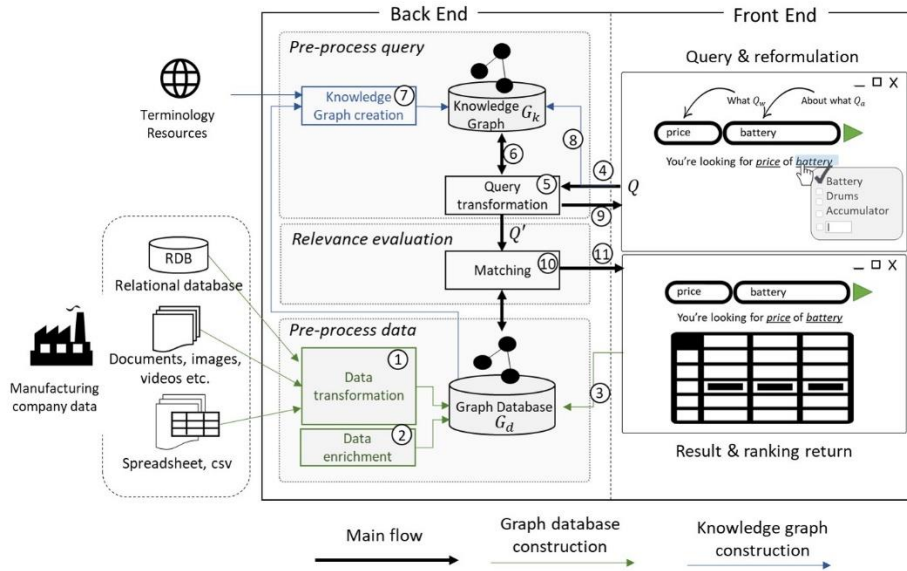 Back End
Front End
Pre-process query
Query & reformulation
Terminology
Resources
Knowledge
Graph creation
7
Knowledge
Graph
G_k
6
8
4
Query
transformation
5
Q
9
What Q_w
About what Q_a
_ □ X
price
battery
You're looking for price of battery
Battery
Drums
Accumulator
Q'
Relevance evaluation
Matching
10
11
_ □ X
price
battery
You're looking for price of battery
RDB
Relational database
Documents, images,
videos etc.
Spreadsheet, csv
Manufacturing
company data
Pre-process data
1
Data
transformation
2
Data
enrichment
Graph Database
G_d
3
Result & ranking return
Main flow
Graph database
construction
Knowledge graph
construction